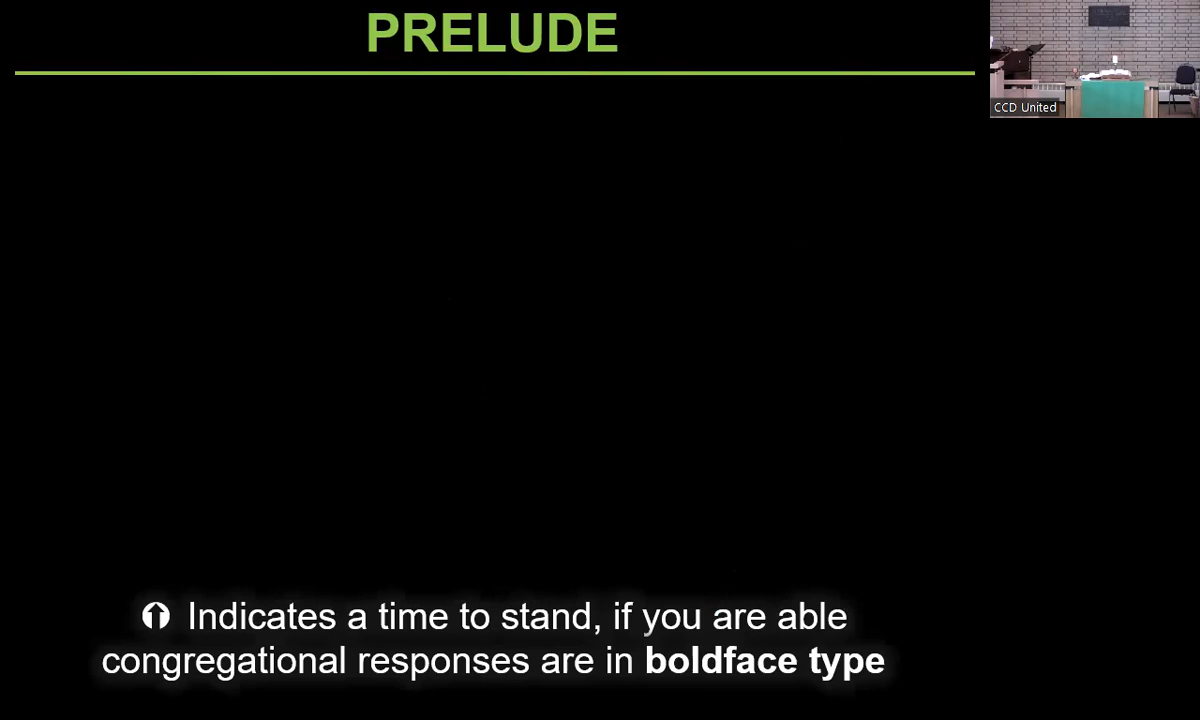 PRELUDE
CCD United
Indicates a time to stand, if you are able
congregational responses are in boldface type